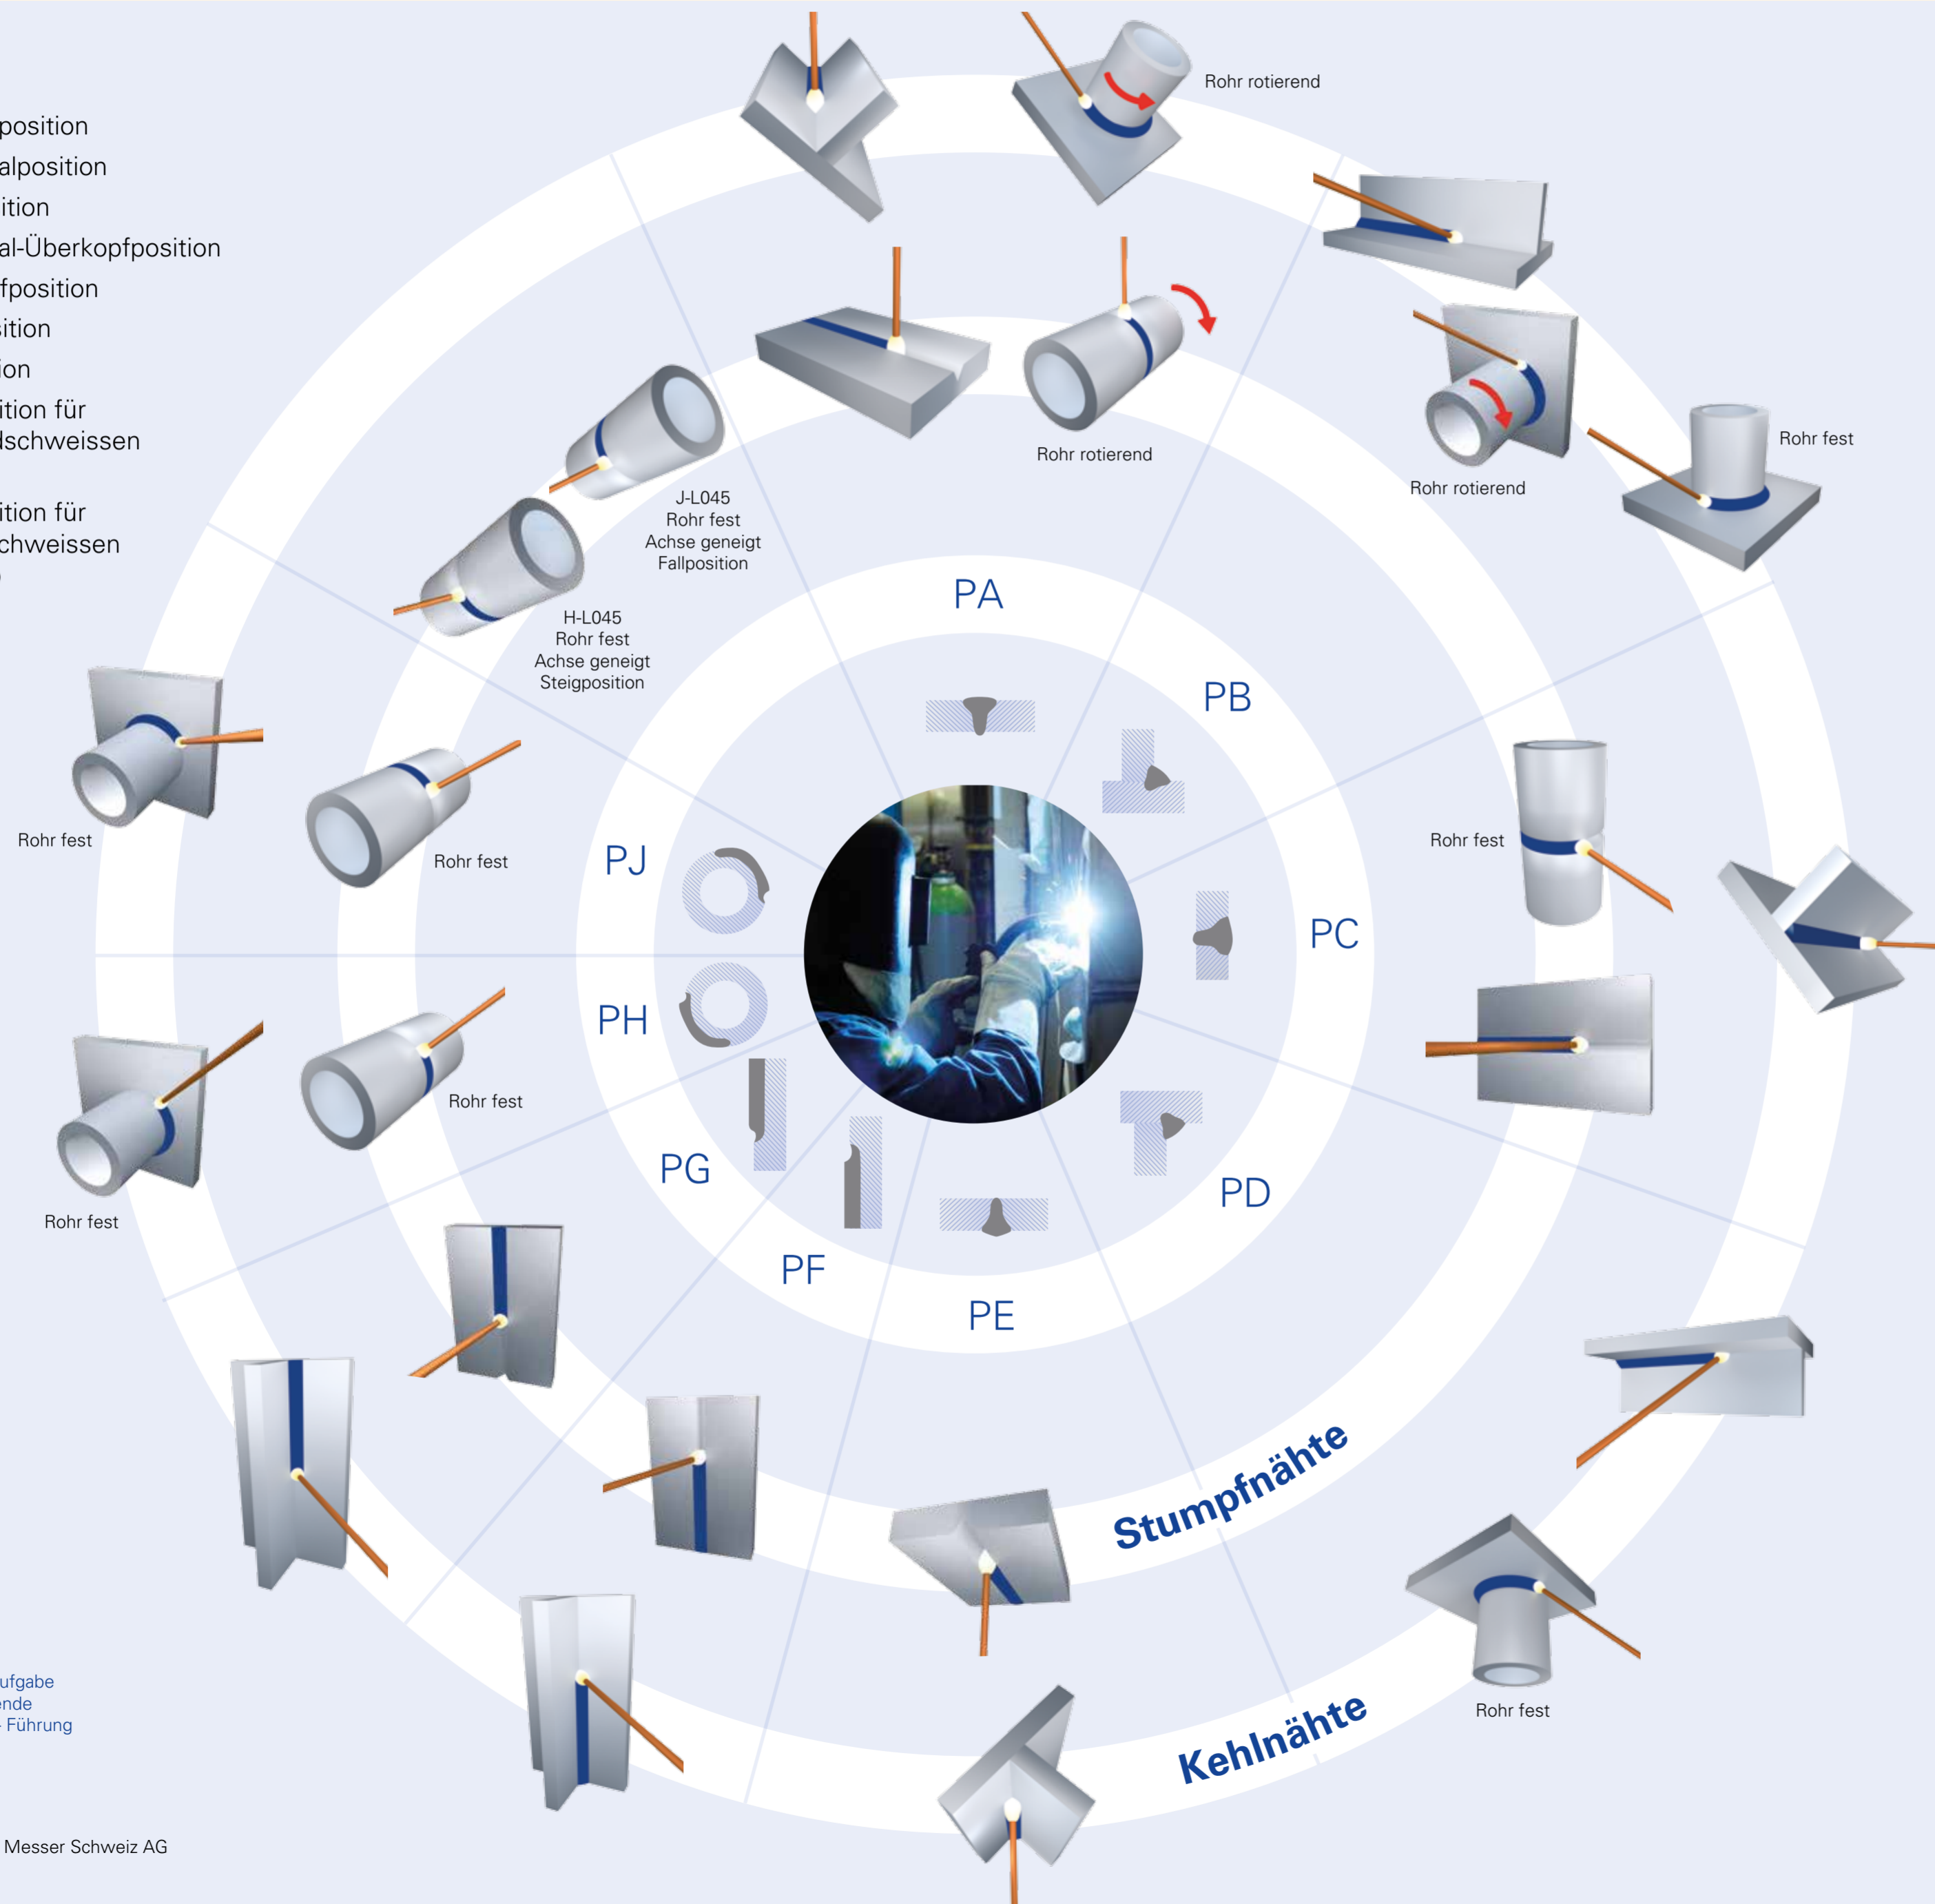 position
alposition
ition
al-Überkopfposition
fposition
sition
ion
ition für
dschweissen
ition für
chweissen
Rohr rotierend
Rohr rotierend
J-L045
Rohr fest
Achse geneigt
Fallposition
H-L045
Rohr fest
Achse geneigt
Steigposition
Rohr rotierend
Rohr fest
PA
PB
Rohr fest
Rohr fest
Rohr fest
PJ
PC
PH
Rohr fest
Rohr fest
PG
PD
PF
PE
Stumpfnähte
Kehlnähte
Rohr fest
ufgabe
ende
- Führung
Messer Schweiz AG